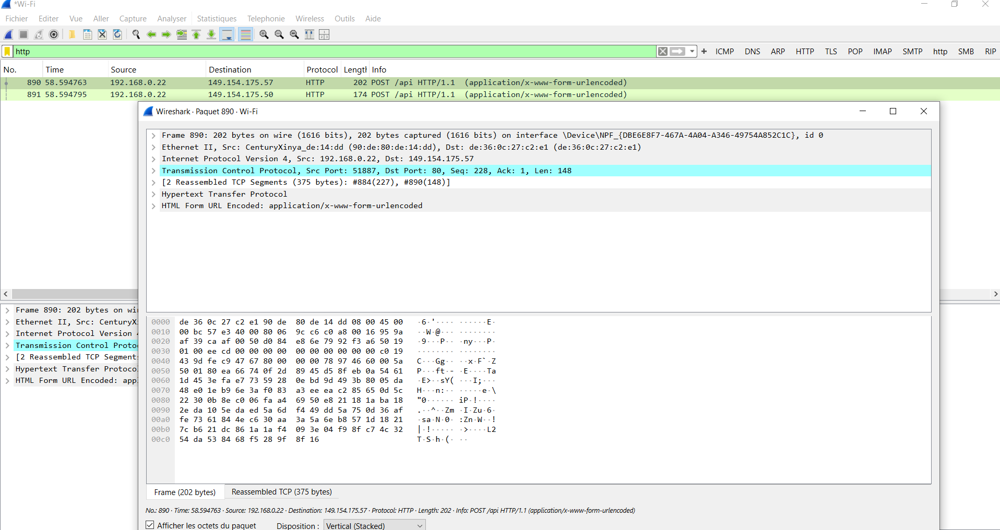 *Wi-Fi
Fichier Editer Vue Aller Capture Analyser Statistiques Telephonie Wireless Outils Aide
http + ICMP DNS ARP HTTP TLS POP IMAP SMTP http SMB RIP
No. Time Source Destination Protocol Length Info
890 58.594763 192.168.0.22 149.154.175.57 HTTP 202 POST /api HTTP/1.1 (application/x-www-form-urlencoded)
891 58.594795 192.168.0.22 149.154.175.50 HTTP 174 POST /api HTTP/1.1 (application/x-www-form-urlencoded)
Wireshark · Paquet 890 · Wi-Fi
Frame 890: 202 bytes on wire (1616 bits), 202 bytes captured (1616 bits) on interface \Device\NPF_{DBE6E8F7-467A-4A04-A346-49754A852C1C}, id 0
Ethernet II, Src: CenturyXinya_de:14:dd (90:de:80:de:14:dd), Dst: de:36:0c:27:c2:e1 (de:36:0c:27:c2:e1)
Internet Protocol Version 4, Src: 192.168.0.22, Dst: 149.154.175.57
Transmission Control Protocol, Src Port: 51887, Dst Port: 80, Seq: 228, Ack: 1, Len: 148
[2 Reassembled TCP Segments (375 bytes): #884(227), #890(148)]
Hypertext Transfer Protocol
HTML Form URL Encoded: application/x-www-form-urlencoded
Frame 890: 202 bytes on wi
Ethernet II, Src: CenturyX
Internet Protocol Version 4
Transmission Control Proto
[2 Reassembled TCP Segment
Hypertext Transfer Protoco
HTML Form URL Encoded: app
0000 de 36 0c 27 c2 e1 90 de 80 de 14 dd 08 00 45 00 ·6·'···· ······E·
0010 00 bc 57 e3 40 00 80 06 9c c6 c0 a8 00 16 95 9a ··W·@··· ········
0020 af 39 ca af 00 50 d0 84 e8 6e 79 92 f3 a6 50 19 ·9···P·· ·ny···P·
0030 01 00 ee cd 00 00 00 00 00 00 00 00 00 00 c0 19 ········ ········
0040 43 9d fe c9 47 67 80 00 00 00 78 97 46 60 00 5a C···Gg·· ··x·F`·Z
0050 50 01 80 ea 66 74 0f 2d 89 45 d5 8f eb 0a 54 61 P···ft·- ·E····Ta
0060 1d 45 3e fa e7 73 59 28 0e bd 9d 49 3b 80 05 da ·E>··sY( ···I;···
0070 48 e0 1e b9 6e 3a f0 83 a3 ee ea c2 85 65 0d 5c H···n:·· ·····e·\
0080 22 30 0b 8e c0 06 fa a4 69 50 e8 21 18 1a ba 18 "0······ iP·!····
0090 2e da 10 5e da ed 5a 6d f4 49 dd 5a 75 0d 36 af .··^··Zm ·I·Zu·6·
00a0 fe 73 61 84 4e c6 30 aa 3a 5a 6e b8 57 1d 18 21 ·sa·N·0· :Zn·W··!
00b0 7c b6 21 dc 86 1a 1a f4 09 3e 04 f9 8f c7 4c 32 |·!····· ·>····L2
00c0 54 da 53 84 68 f5 28 9f 8f 16 T·S·h·(· ··
Frame (202 bytes) Reassembled TCP (375 bytes)
No.: 890 · Time: 58.594763 · Source: 192.168.0.22 · Destination: 149.154.175.57 · Protocol: HTTP · Length: 202 · Info: POST /api HTTP/1.1 (application/x-www-form-urlencoded)
Afficher les octets du paquet Disposition : Vertical (Stacked)